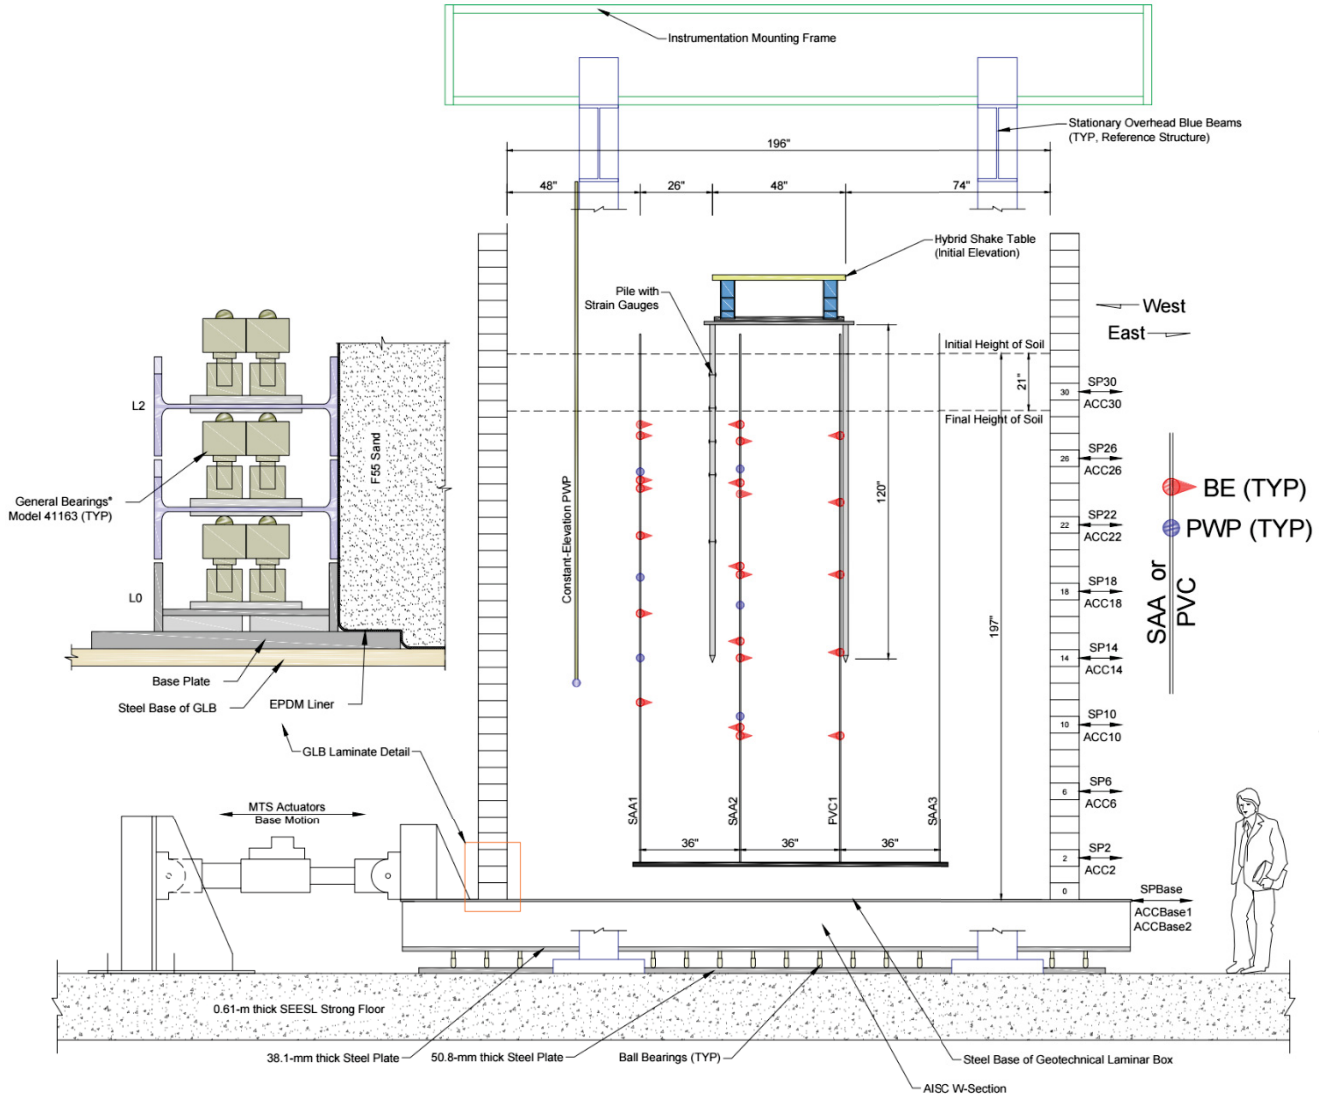 Instrumentation Mounting Frame
Stationary Overhead Blue Beams
(TYP, Reference Structure)
196"
48"
26"
48"
74"
Hybrid Shake Table
(Initial Elevation)
Pile with
Strain Gauges
West
East
Initial Height of Soil
21"
Final Height of Soil
L2
F55 Sand
General Bearings®
Model 41163 (TYP)
L0
Base Plate
Steel Base of GLB
EPDM Liner
GLB Laminate Detail
Constant-Elevation PWP
120"
197"
30
SP30
ACC30
26
SP26
ACC26
22
SP22
ACC22
18
SP18
ACC18
14
SP14
ACC14
10
SP10
ACC10
6
SP6
ACC6
2
SP2
ACC2
0
SPBase
ACCBase1
ACCBase2
BE (TYP)
PWP (TYP)
SAA or
PVC
SAA1
SAA2
PVC1
SAA3
36"
36"
36"
MTS Actuators
Base Motion
0.61-m thick SEESL Strong Floor
38.1-mm thick Steel Plate
50.8-mm thick Steel Plate
Ball Bearings (TYP)
Steel Base of Geotechnical Laminar Box
AISC W-Section